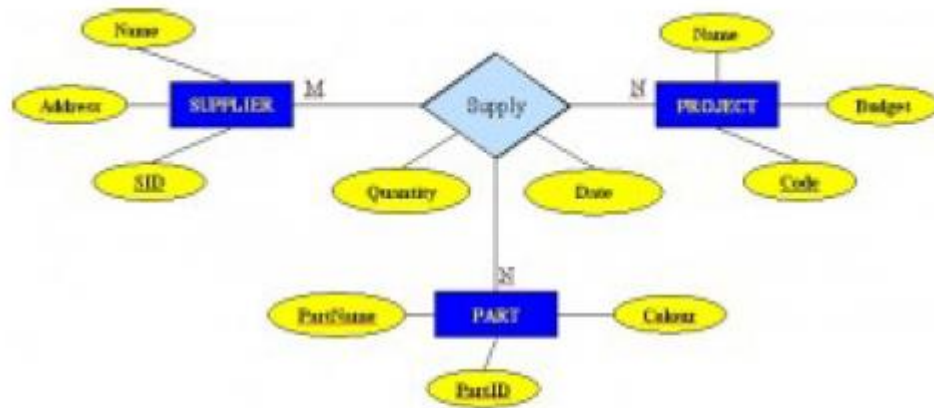 Name
Name
Address
SUPPLIER
M
Supply
N
PROJECT
Budget
SID
Quantity
Date
Code
N
PartName
PART
Colour
PartID